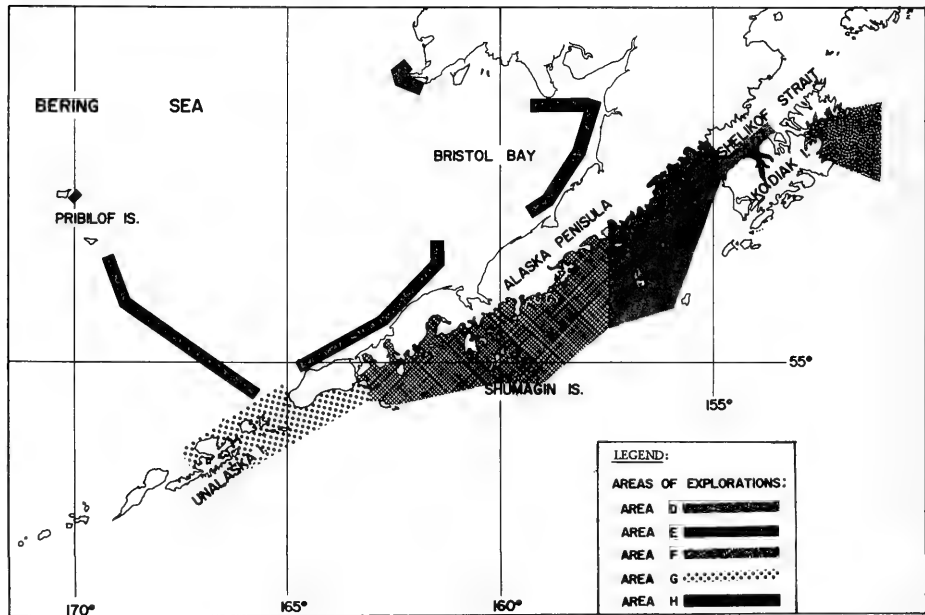 BERING SEA
BRISTOL BAY
PRIBILOF IS.
ALASKA PENISULA
SHELIKOF STRAIT
KODIAK I.
SHUMAGIN IS.
UNALASKA I.
55°
155°
170°
165°
160°
LEGEND:
AREAS OF EXPLORATIONS:
AREA D
AREA E
AREA F
AREA G
AREA H